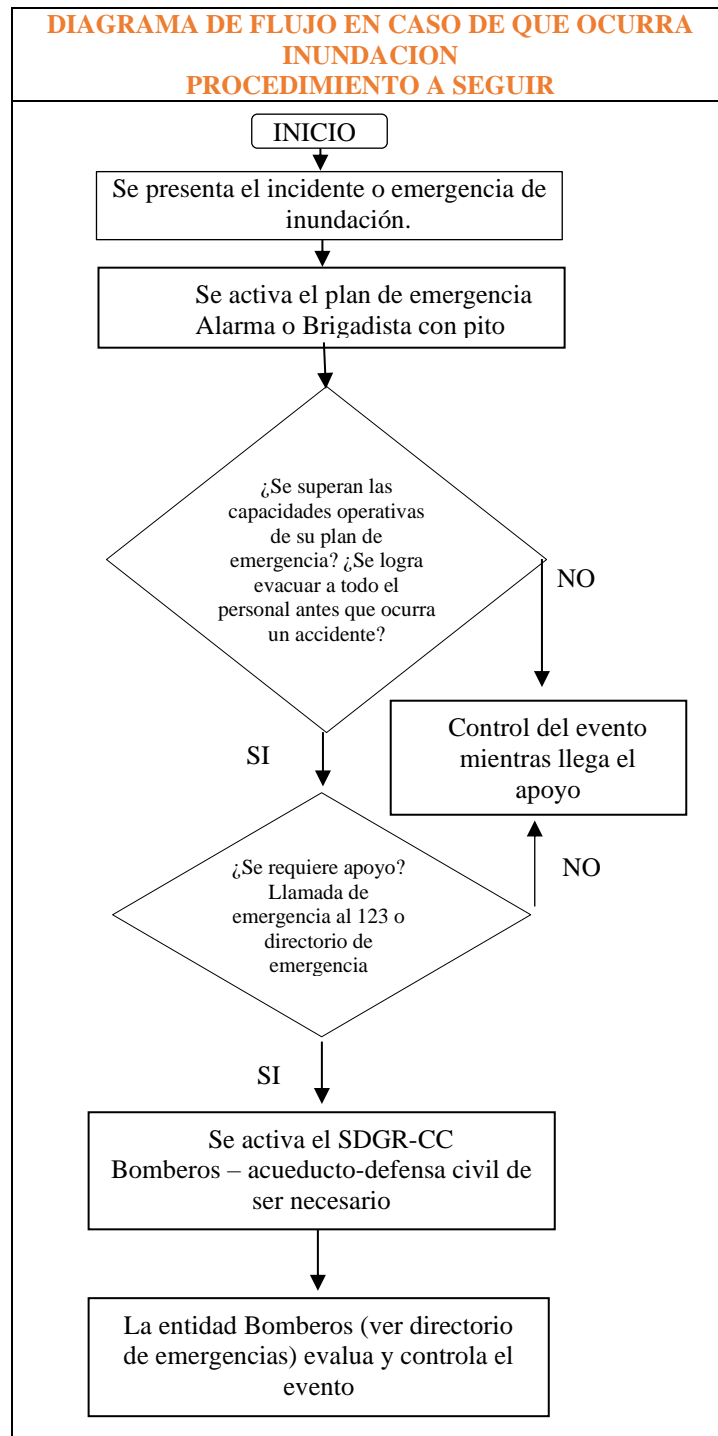 DIAGRAMA DE FLUJO EN CASO DE QUE OCURRA
INUNDACION
PROCEDIMIENTO A SEGUIR
INICIO
Se presenta el incidente o emergencia de
inundación.
Se activa el plan de emergencia
Alarma o Brigadista con pito
¿Se superan las
capacidades operativas
de su plan de
emergencia? ¿Se logra
evacuar a todo el
personal antes que ocurra
un accidente?
NO
Control del evento
mientras llega el
apoyo
SI
¿Se requiere apoyo?
Llamada de
emergencia al 123 o
directorio de
emergencia
NO
SI
Se activa el SDGR-CC
Bomberos – acueducto-defensa civil de
ser necesario
La entidad Bomberos (ver directorio
de emergencias) evalua y controla el
evento